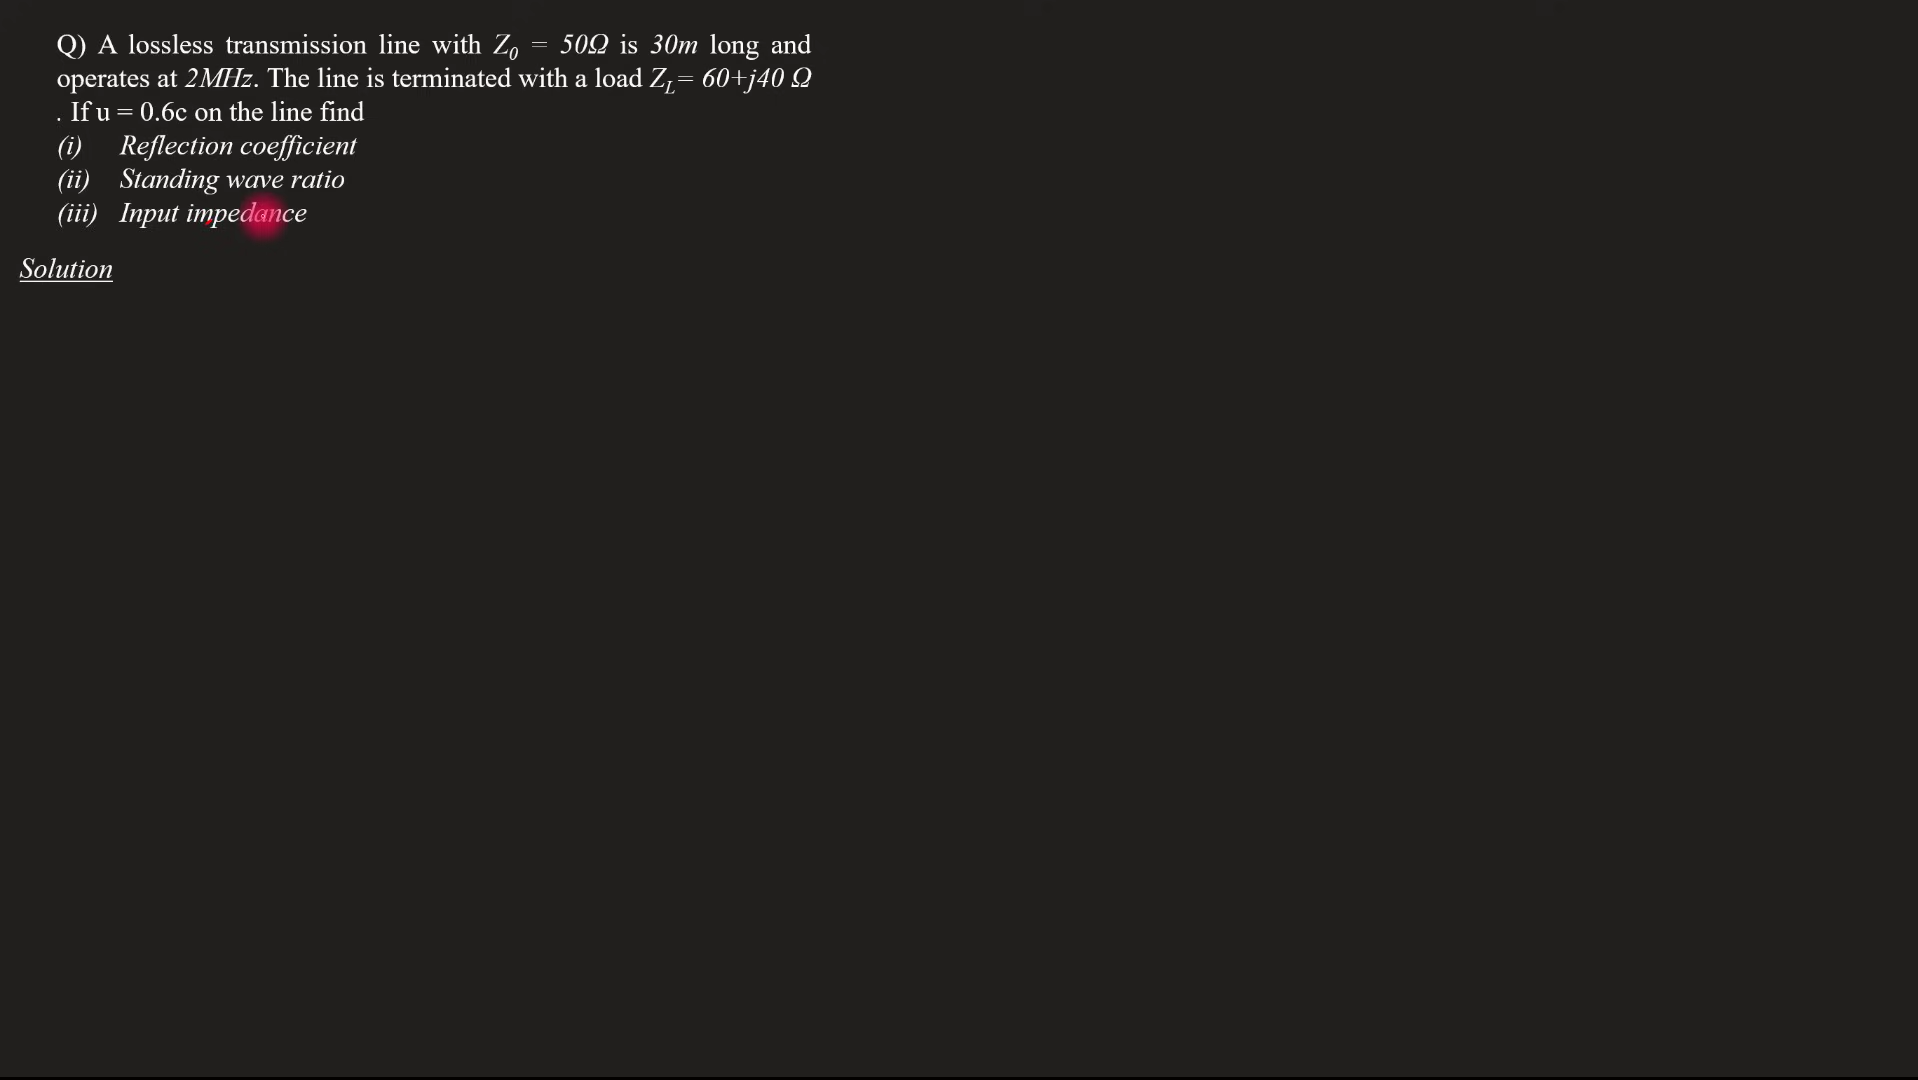 Q) A lossless transmission line with Z₀ = 50Ω is 30m long and
operates at 2MHz. The line is terminated with a load Z_L= 60+j40 Ω
. If u = 0.6c on the line find
(i) Reflection coefficient
(ii) Standing wave ratio
(iii) Input impedance
Solution